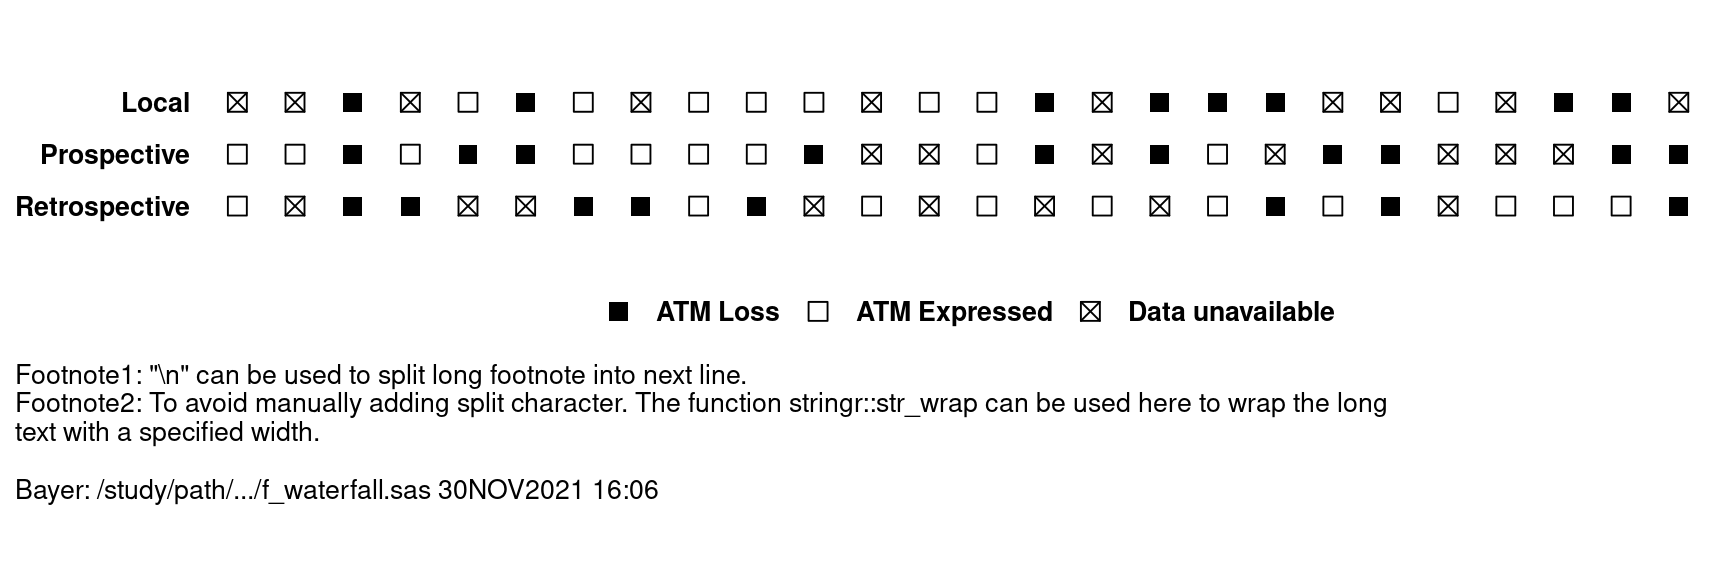 Local
Prospective
Retrospective
ATM Loss ATM Expressed Data unavailable
Footnote1: "\n" can be used to split long footnote into next line.
Footnote2: To avoid manually adding split character. The function stringr::str_wrap can be used here to wrap the long
text with a specified width.
Bayer: /study/path/.../f_waterfall.sas 30NOV2021 16:06